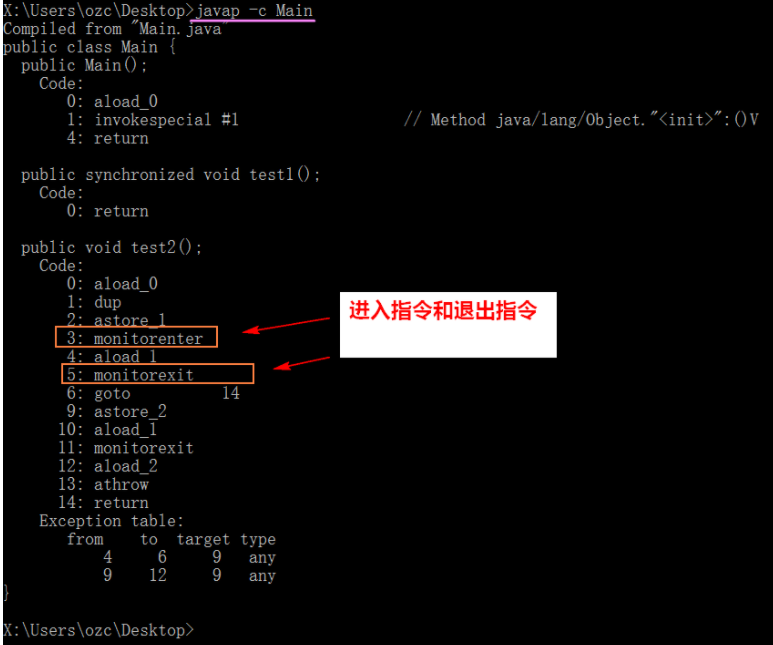 X:\Users\ozc\Desktop>javap -c Main
Compiled from "Main.java"
public class Main {
  public Main();
    Code:
       0: aload_0
       1: invokespecial #1                  // Method java/lang/Object."<init>":()V
       4: return

  public synchronized void test1();
    Code:
       0: return

  public void test2();
    Code:
       0: aload_0
       1: dup
       2: astore_1
       3: monitorenter
       4: aload_1
       5: monitorexit
       6: goto          14
       9: astore_2
      10: aload_1
      11: monitorexit
      12: aload_2
      13: athrow
      14: return
    Exception table:
       from    to  target type
           4     6     9   any
           9    12     9   any
}
进入指令和退出指令
X:\Users\ozc\Desktop>